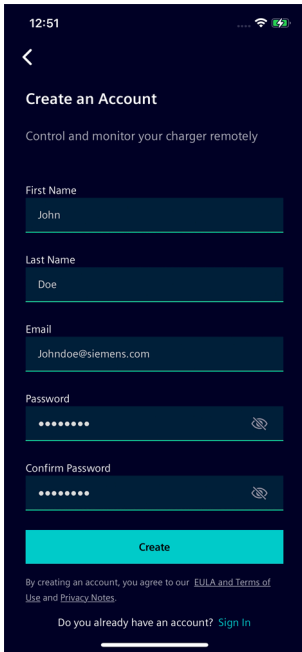 12:51
Create an Account
Control and monitor your charger remotely
First Name
John
Last Name
Doe
Email
Johndoe@siemens.com
Password
••••••••
Confirm Password
••••••••
Create
By creating an account, you agree to our EULA and Terms of
Use and Privacy Notes.
Do you already have an account? Sign In